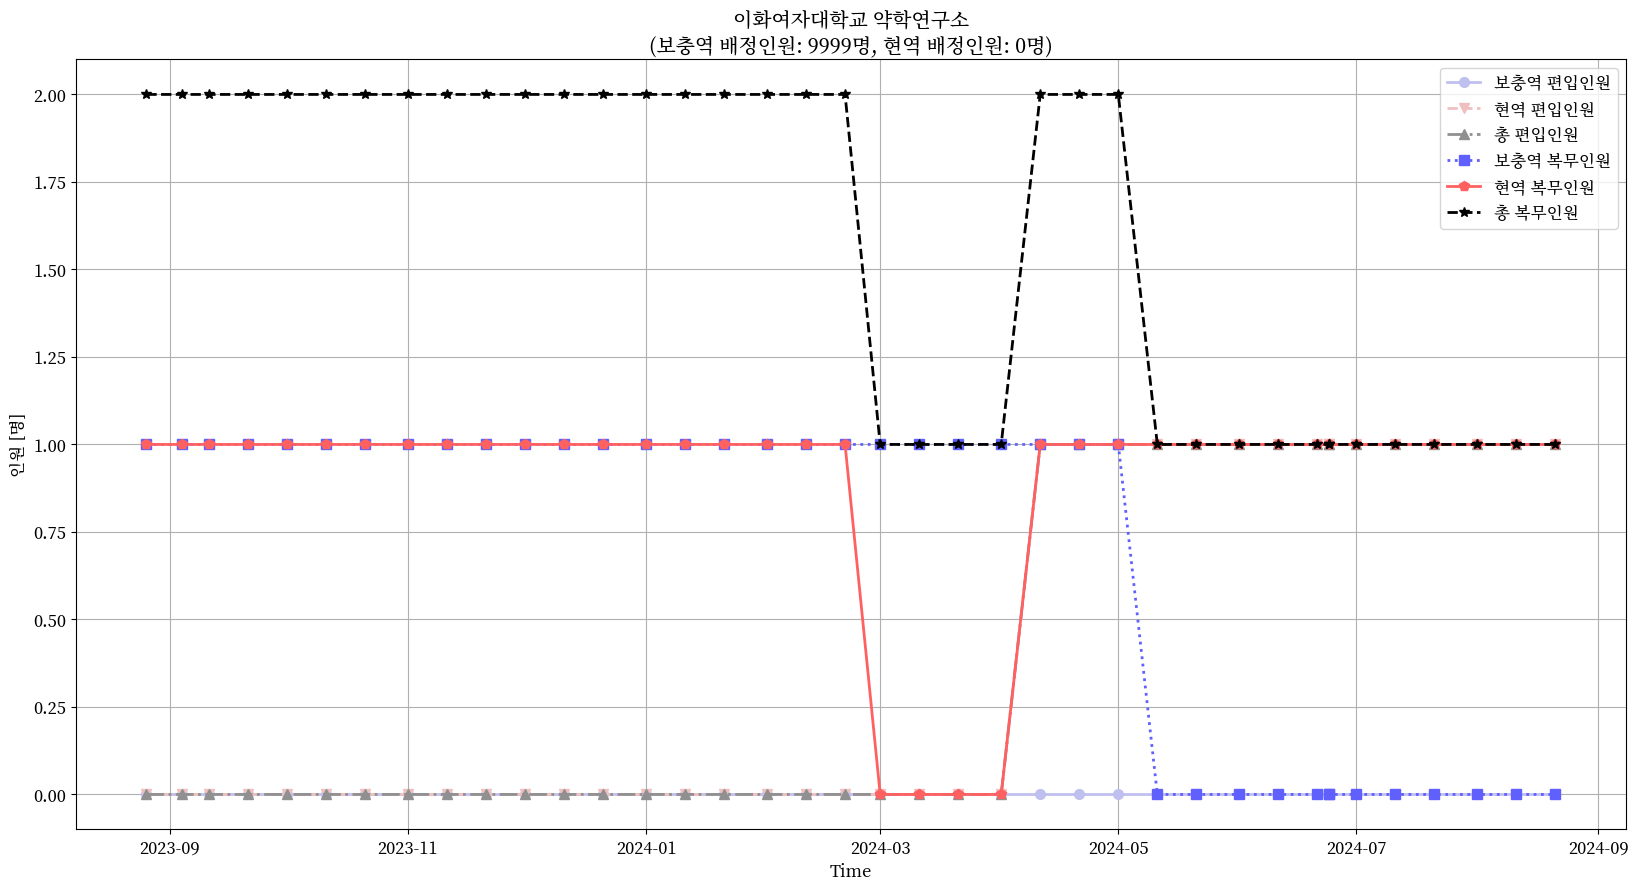 이화여자대학교 약학연구소
(보충역 배정인원: 9999명, 현역 배정인원: 0명)
보충역 편입인원
현역 편입인원
총 편입인원
보충역 복무인원
현역 복무인원
총 복무인원
인원 [명]
2.00
1.75
1.50
1.25
1.00
0.75
0.50
0.25
0.00
2023-09
2023-11
2024-01
2024-03
2024-05
2024-07
2024-09
Time